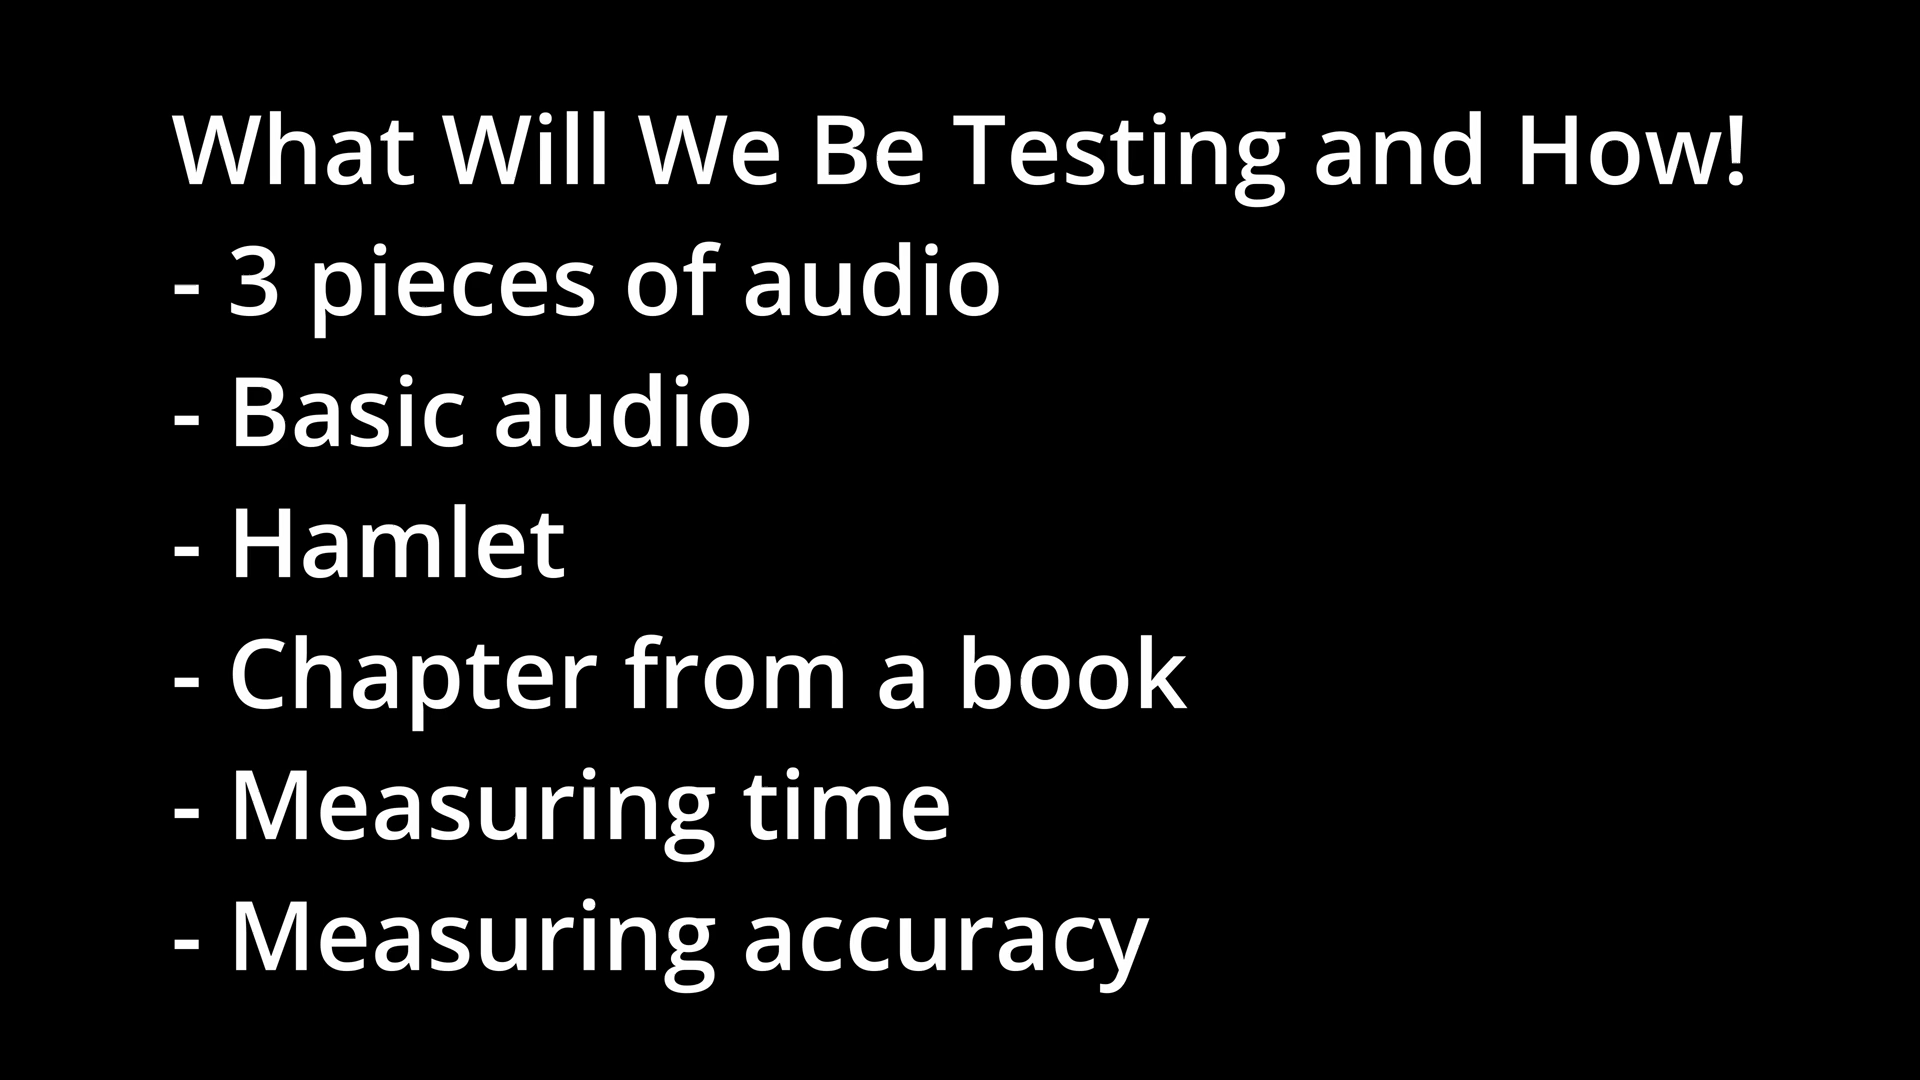 What Will We Be Testing and How!
- 3 pieces of audio
- Basic audio
- Hamlet
- Chapter from a book
- Measuring time
- Measuring accuracy